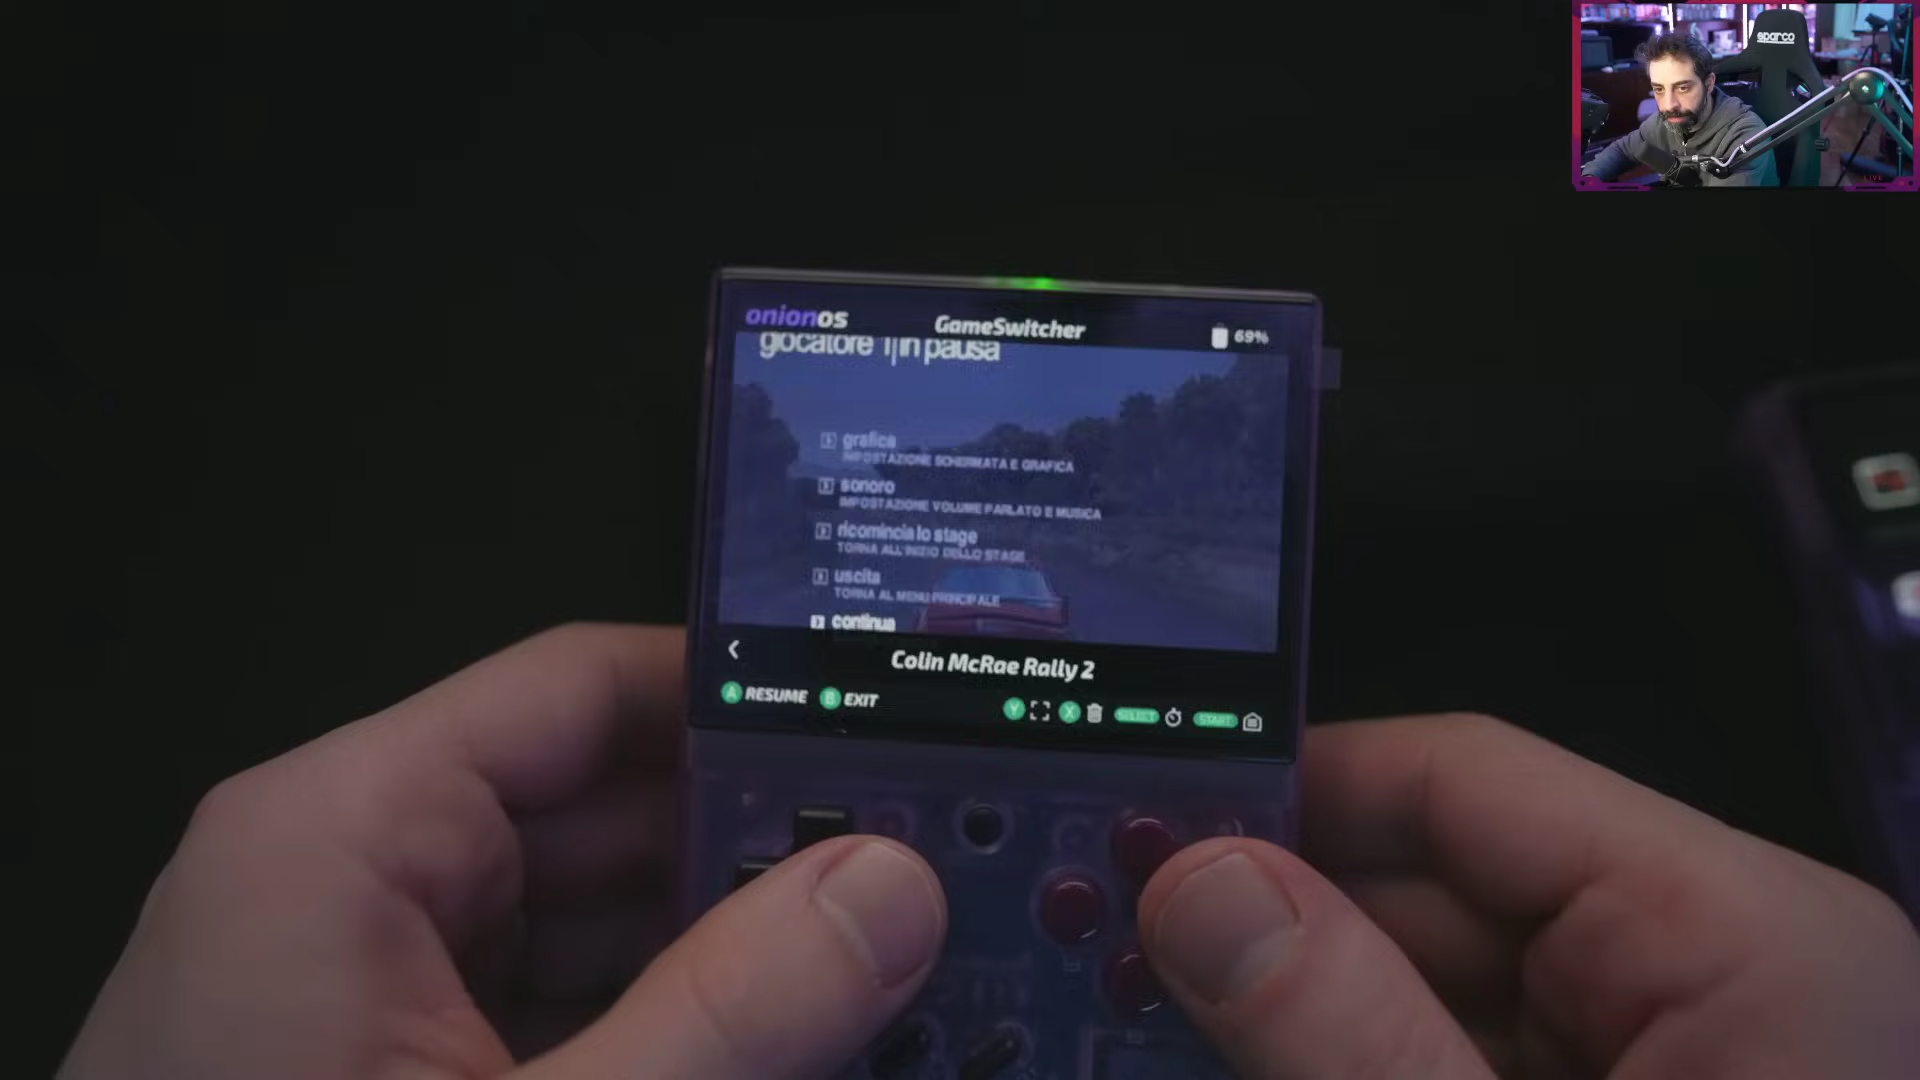 sparco
LIVE
onionos
GameSwitcher
69%
giocatore 1 | in pausa
grafica
IMPOSTAZIONE SCHERMATA E GRAFICA
sonoro
IMPOSTAZIONE VOLUME PARLATO E MUSICA
ricomincia lo stage
TORNA ALL'INIZIO DELLO STAGE
uscita
TORNA AL MENU PRINCIPALE
continua
Colin McRae Rally 2
A RESUME B EXIT
Y X SELECT START